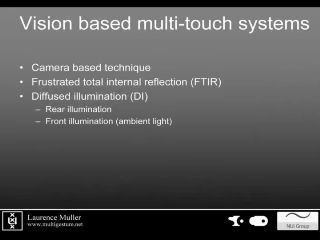 Vision based multi-touch systems
• Camera based technique
• Frustrated total internal reflection (FTIR)
• Diffused illumination (DI)
– Rear illumination
– Front illumination (ambient light)
Laurence Muller
www.multigesture.net
NUI Group